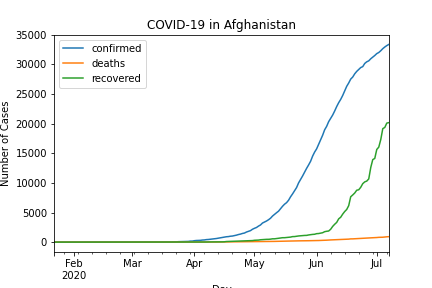 COVID-19 in Afghanistan
confirmed
deaths
recovered
Number of Cases
35000
30000
25000
20000
15000
10000
5000
0
Feb Mar Apr May Jun Jul
2020